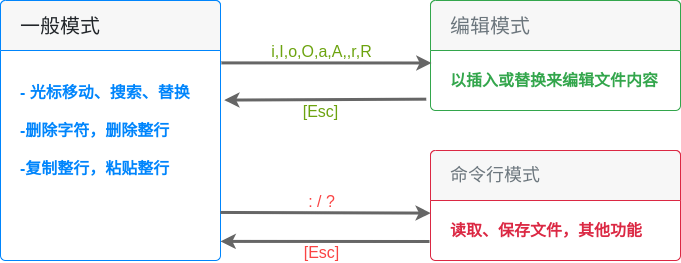 一般模式
- 光标移动、搜索、替换
-删除字符，删除整行
-复制整行，粘贴整行
i,I,o,O,a,A,,r,R
[Esc]
编辑模式
以插入或替换来编辑文件内容
: / ?
[Esc]
命令行模式
读取、保存文件，其他功能